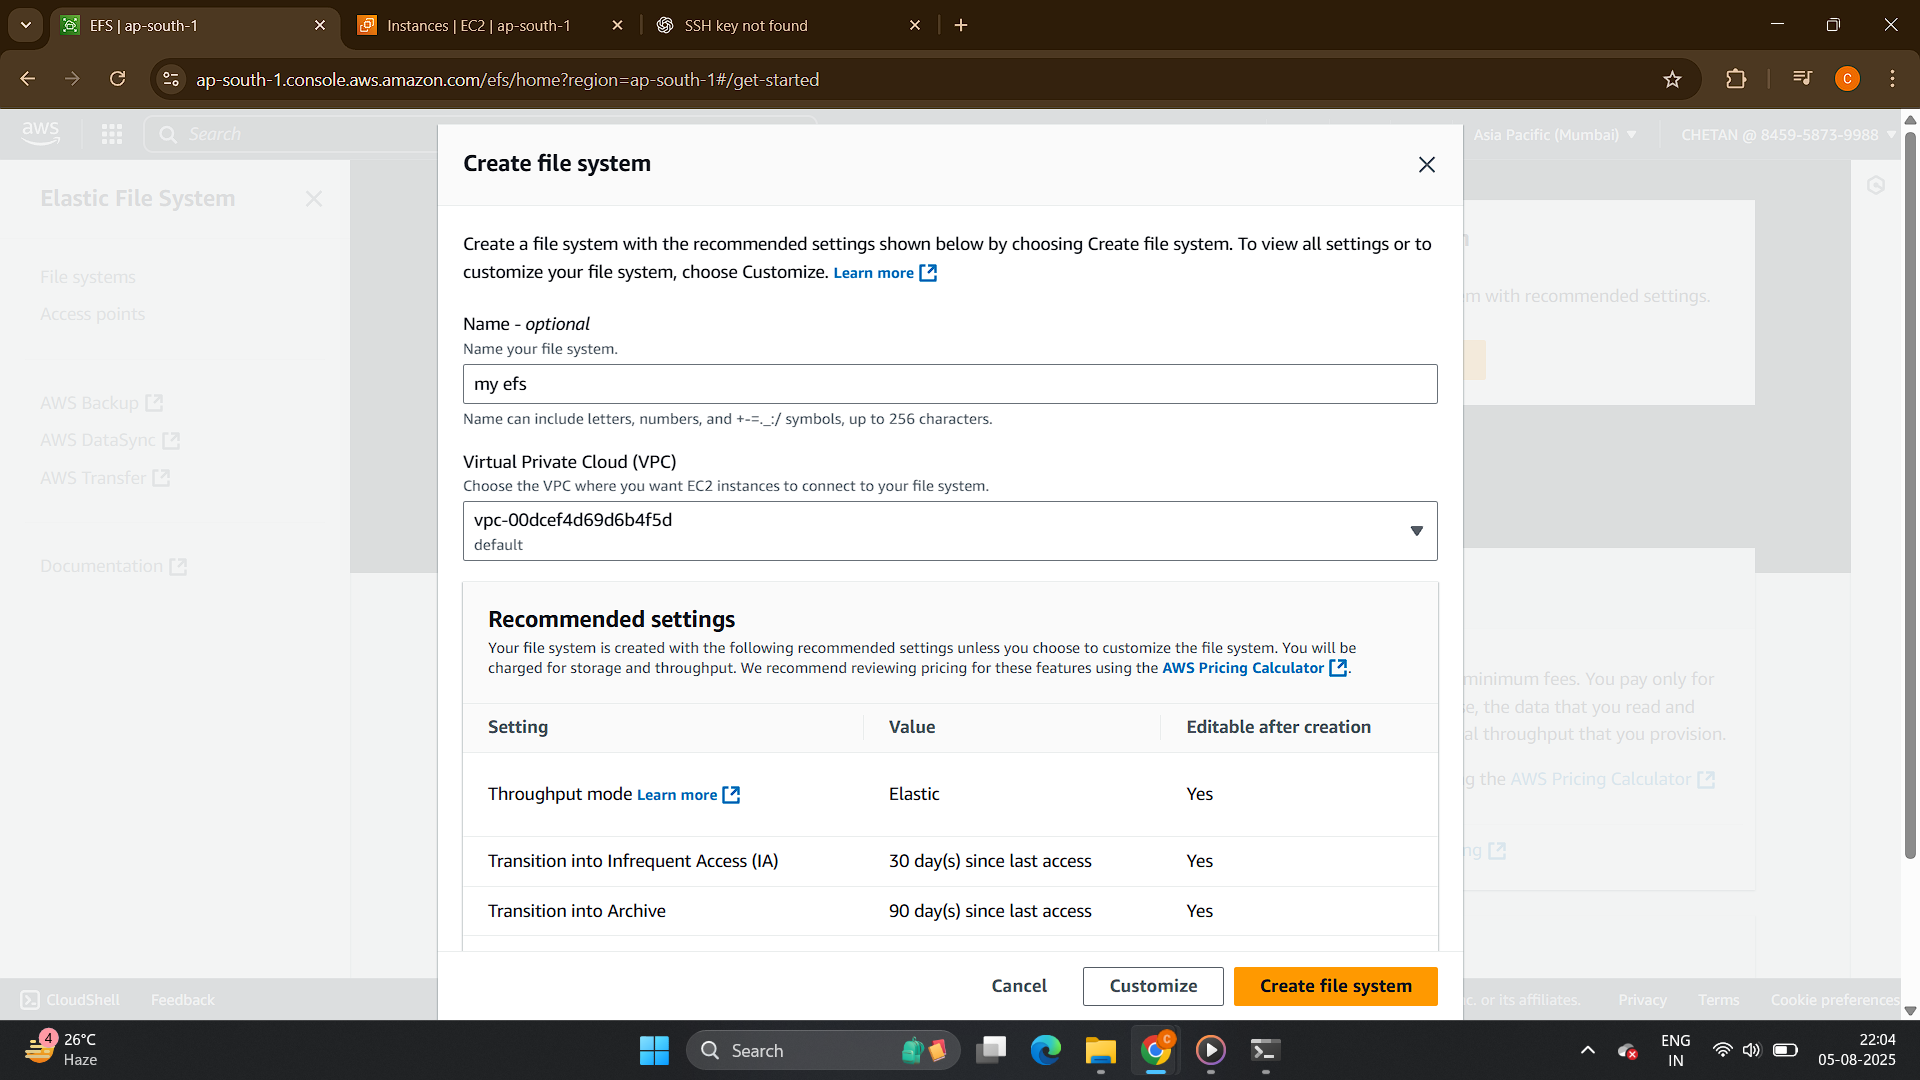 EFS | ap-south-1
Instances | EC2 | ap-south-1
SSH key not found
ap-south-1.console.aws.amazon.com/efs/home?region=ap-south-1#/get-started
C
aws
Search
Asia Pacific (Mumbai)
CHETAN @ 8459-5873-9988
Elastic File System
File systems
Access points
AWS Backup
AWS DataSync
AWS Transfer
Documentation
Create file system
Create a file system with the recommended settings shown below by choosing Create file system. To view all settings or to
customize your file system, choose Customize. Learn more
Name - optional
Name your file system.
my efs
Name can include letters, numbers, and +-=._:/ symbols, up to 256 characters.
Virtual Private Cloud (VPC)
Choose the VPC where you want EC2 instances to connect to your file system.
vpc-00dcef4d69d6b4f5d
default
Recommended settings
Your file system is created with the following recommended settings unless you choose to customize the file system. You will be
charged for storage and throughput. We recommend reviewing pricing for these features using the AWS Pricing Calculator .
Setting Value Editable after creation
Throughput mode Learn more Elastic Yes
Transition into Infrequent Access (IA) 30 day(s) since last access Yes
Transition into Archive 90 day(s) since last access Yes
Cancel Customize Create file system
with recommended settings.
minimum fees. You pay only for
the data that you read and
throughput that you provision.
the AWS Pricing Calculator
CloudShell Feedback
or its affiliates. Privacy Terms Cookie preferences
4
26°C
Haze
Search
C
ENG
IN
22:04
05-08-2025